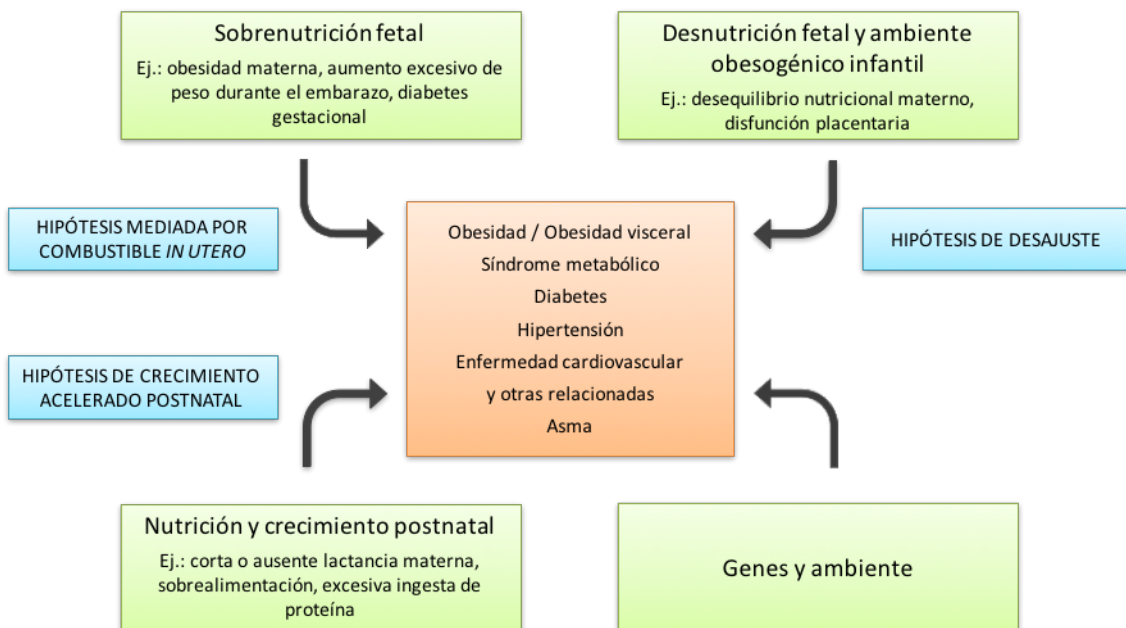 Sobrenutrición fetal
Ej.: obesidad materna, aumento excesivo de
peso durante el embarazo, diabetes
gestacional
Desnutrición fetal y ambiente
obesogénico infantil
Ej.: desequilibrio nutricional materno,
disfunción placentaria
HIPÓTESIS MEDIADA POR
COMBUSTIBLE IN UTERO
Obesidad / Obesidad visceral
Síndrome metabólico
Diabetes
Hipertensión
Enfermedad cardiovascular
y otras relacionadas
Asma
HIPÓTESIS DE DESAJUSTE
HIPÓTESIS DE CRECIMIENTO
ACELERADO POSTNATAL
Nutrición y crecimiento postnatal
Ej.: corta o ausente lactancia materna,
sobrealimentación, excesiva ingesta de
proteína
Genes y ambiente